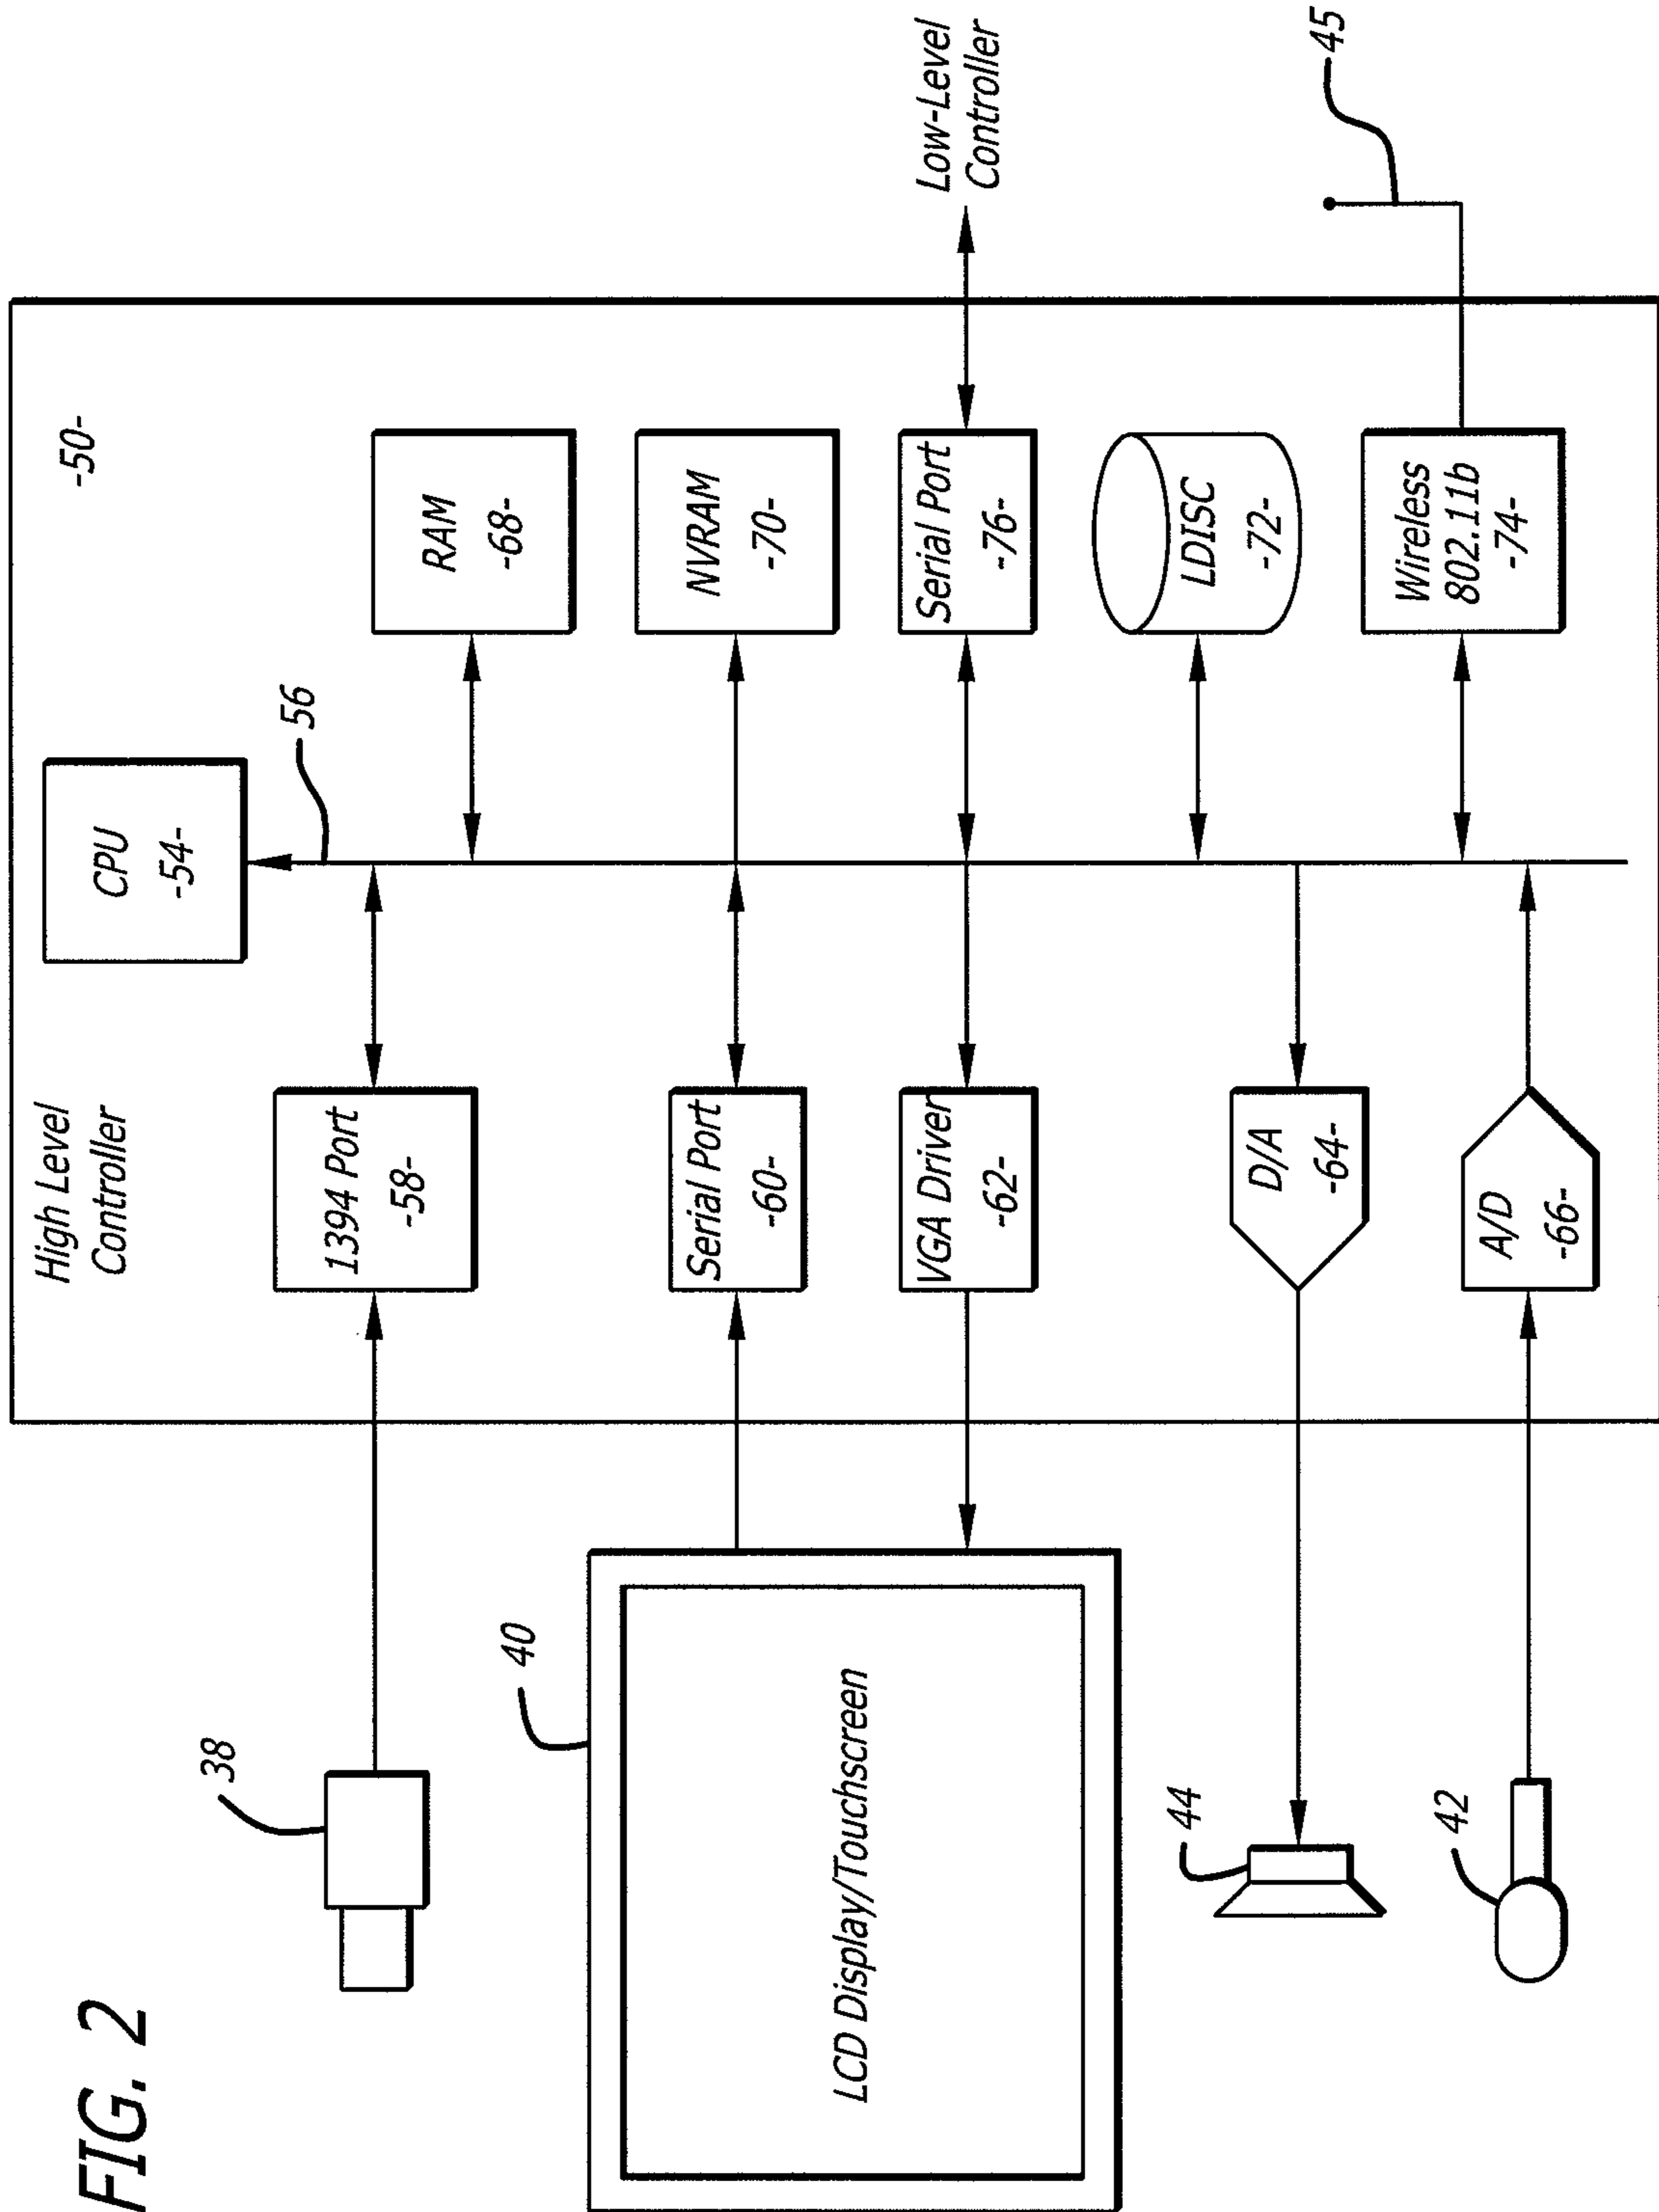 FIG. 2
High Level
Controller
-50-
CPU
-54-
56
38
1394 Port
-58-
RAM
-68-
40
LCD Display/Touchscreen
Serial Port
-60-
NVRAM
-70-
VGA Driver
-62-
Serial Port
-76-
Low-Level
Controller
LDISC
-72-
44
D/A
-64-
42
A/D
-66-
Wireless
802.11b
-74-
45